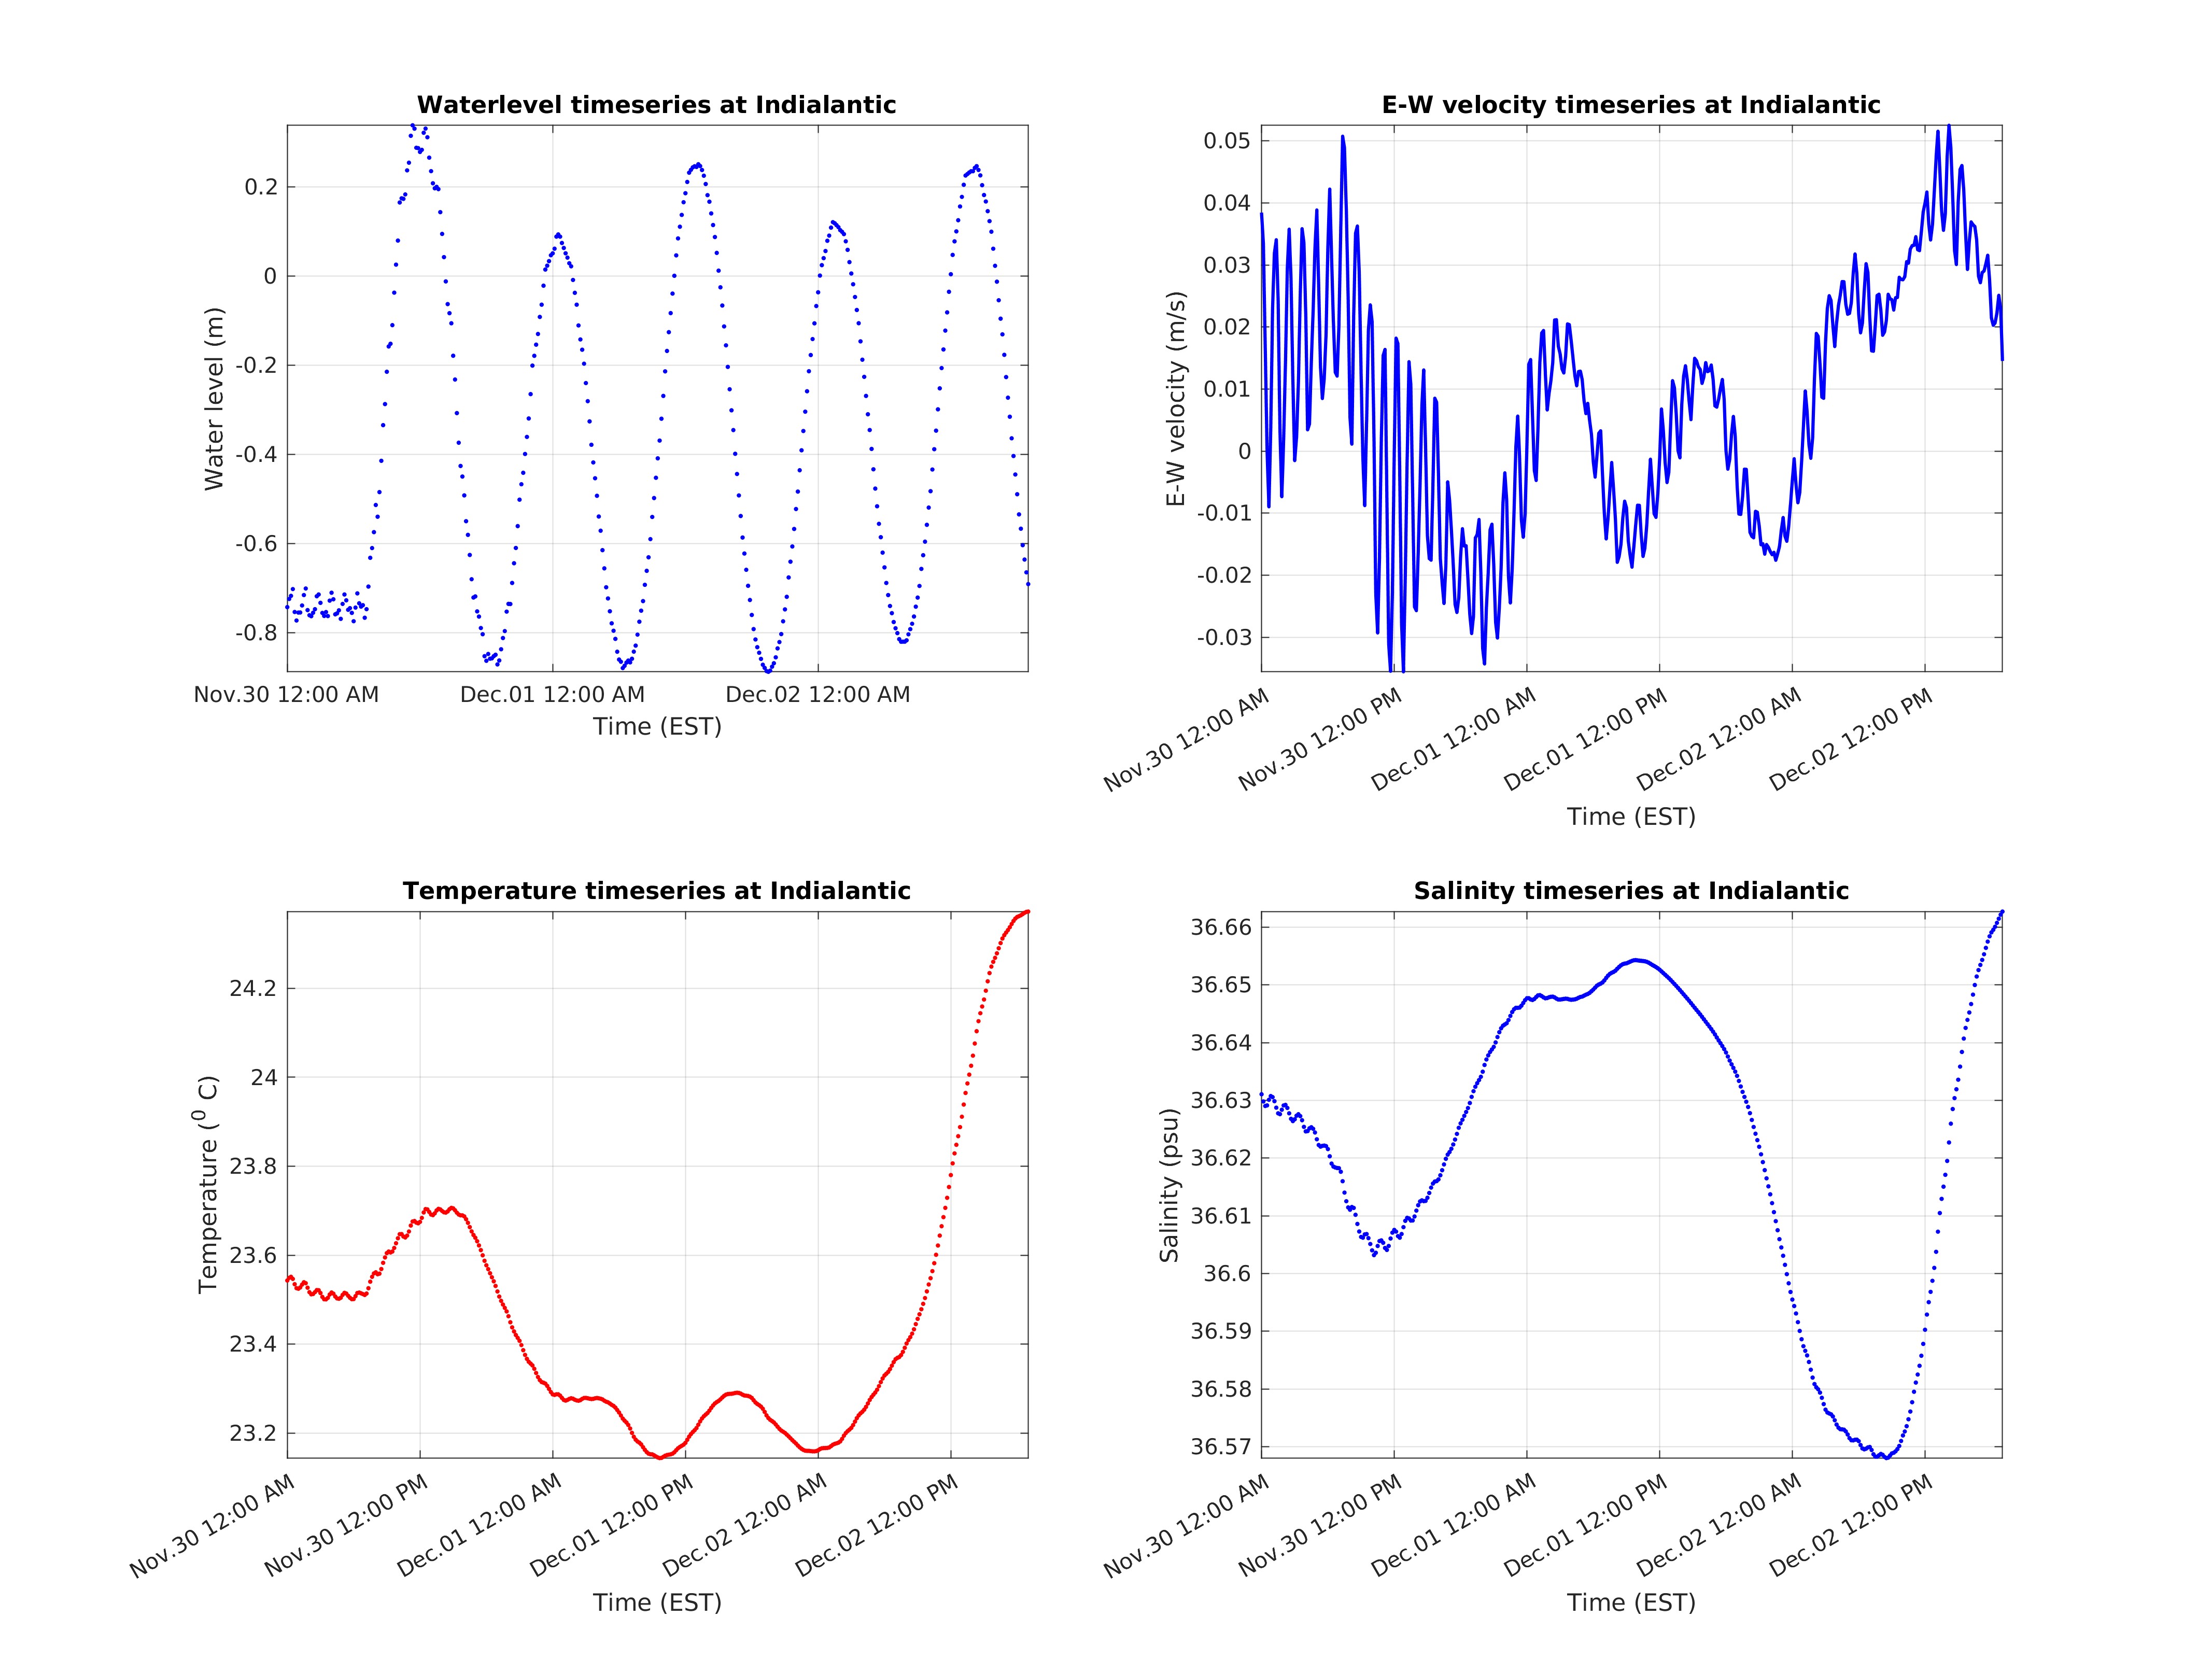 Waterlevel timeseries at Indialantic
0.2
0
-0.2
-0.4
-0.6
-0.8
Water level (m)
Nov.30 12:00 AM
Dec.01 12:00 AM
Dec.02 12:00 AM
Time (EST)
E-W velocity timeseries at Indialantic
0.05
0.04
0.03
0.02
0.01
0
-0.01
-0.02
-0.03
E-W velocity (m/s)
Nov.30 12:00 AM
Nov.30 12:00 PM
Dec.01 12:00 AM
Dec.01 12:00 PM
Dec.02 12:00 AM
Dec.02 12:00 PM
Time (EST)
Temperature timeseries at Indialantic
24.2
24
23.8
23.6
23.4
23.2
Temperature (⁰ C)
Nov.30 12:00 AM
Nov.30 12:00 PM
Dec.01 12:00 AM
Dec.01 12:00 PM
Dec.02 12:00 AM
Dec.02 12:00 PM
Time (EST)
Salinity timeseries at Indialantic
36.66
36.65
36.64
36.63
36.62
36.61
36.6
36.59
36.58
36.57
Salinity (psu)
Nov.30 12:00 AM
Nov.30 12:00 PM
Dec.01 12:00 AM
Dec.01 12:00 PM
Dec.02 12:00 AM
Dec.02 12:00 PM
Time (EST)